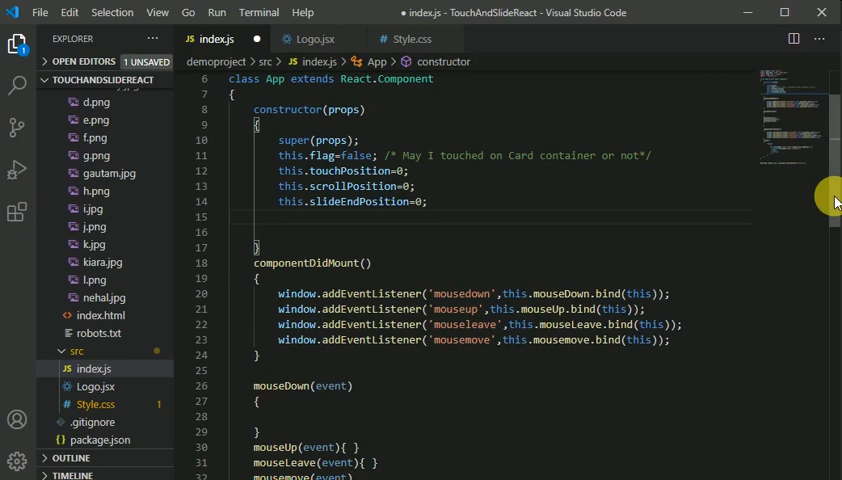 File Edit Selection View Go Run Terminal Help
● index.js - TouchAndSlideReact - Visual Studio Code
EXPLORER
OPEN EDITORS 1 UNSAVED
TOUCHANDSLIDEREACT
d.png
e.png
f.png
g.png
gautam.jpg
h.png
i.jpg
j.png
k.jpg
kiara.jpg
l.png
nehal.jpg
index.html
robots.txt
src
JS index.js
Logo.jsx
# Style.css 1
.gitignore
{} package.json
OUTLINE
TIMELINE
1
JS index.js ●
Logo.jsx
# Style.css
demoproject > src > JS index.js > App > constructor
6 class App extends React.Component
7 {
8 constructor(props)
9 {
10 super(props);
11 this.flag=false; /* May I touched on Card container or not*/
12 this.touchPosition=0;
13 this.scrollPosition=0;
14 this.slideEndPosition=0;
15
16
17 }
18 componentDidMount()
19 {
20 window.addEventListener('mousedown',this.mouseDown.bind(this));
21 window.addEventListener('mouseup',this.mouseUp.bind(this));
22 window.addEventListener('mouseleave',this.mouseLeave.bind(this));
23 window.addEventListener('mousemove',this.mousemove.bind(this));
24 }
25
26 mouseDown(event)
27 {
28
29 }
30 mouseUp(event){ }
31 mouseLeave(event){ }
32 mousemove(event)